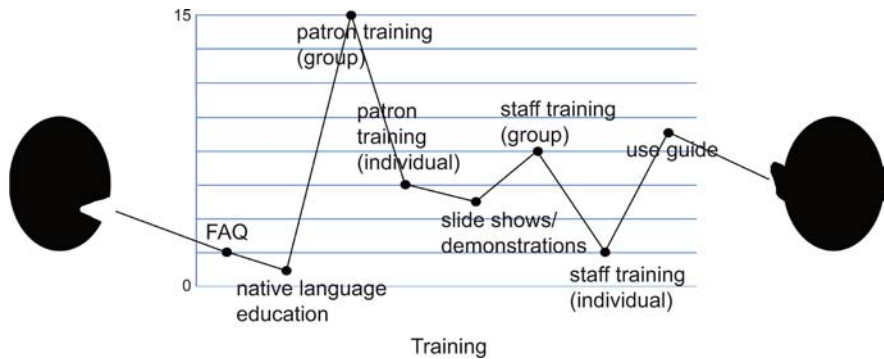 15
patron training
(group)
patron
training
(individual)
staff training
(group)
use guide
FAQ
slide shows/
demonstrations
0
native language
education
staff training
(individual)
Training